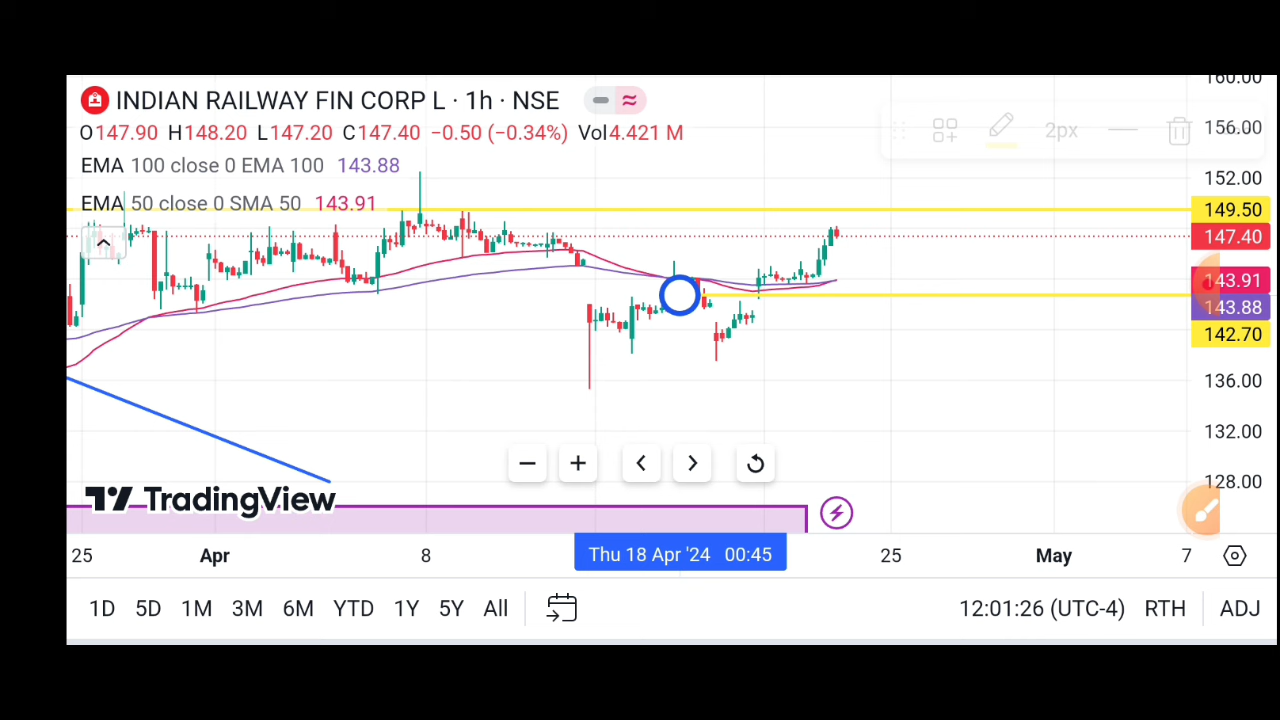 160.00
INDIAN RAILWAY FIN CORP L · 1h · NSE
O147.90 H148.20 L147.20 C147.40 −0.50 (−0.34%) Vol4.421 M
2px
156.00
EMA 100 close 0 EMA 100 143.88
152.00
EMA 50 close 0 SMA 50 143.91
149.50
147.40
143.91
143.88
142.70
136.00
132.00
128.00
TradingView
25 Apr 8 Thu 18 Apr '24 00:45 25 May 7
1D 5D 1M 3M 6M YTD 1Y 5Y All 12:01:26 (UTC-4) RTH ADJ